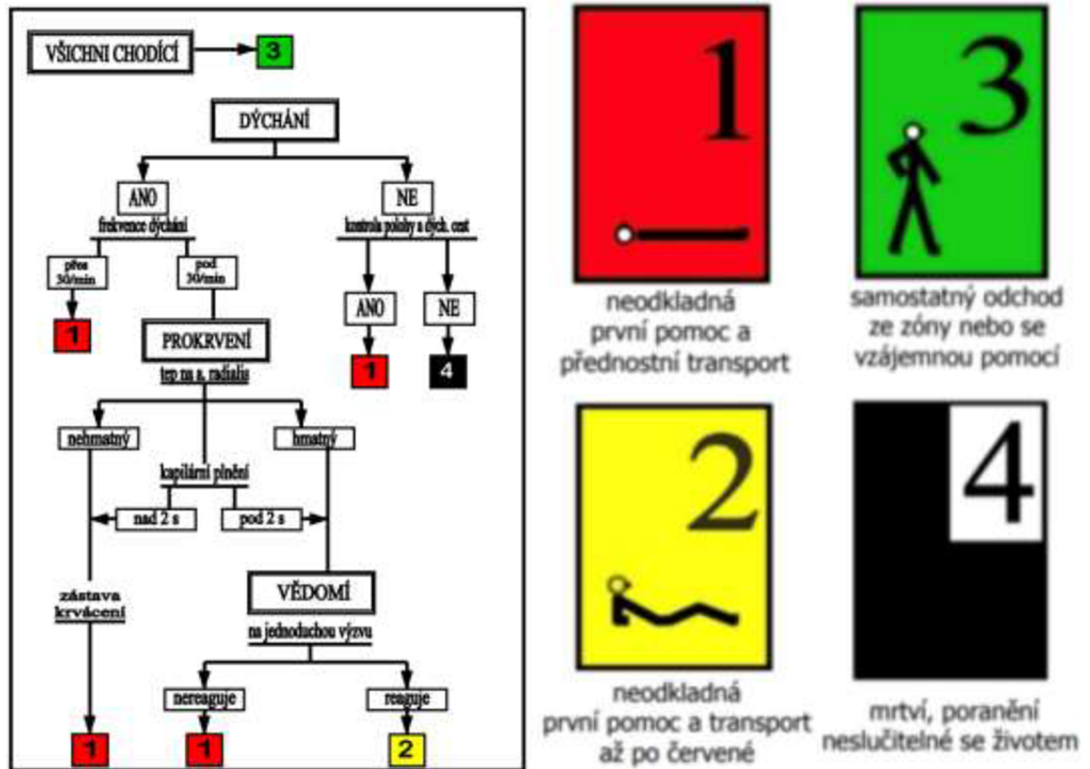 VŠICHNI CHODÍCÍ
3
DÝCHÁNÍ
ANO
NE
frekvence dýchání
kontrola polohy a dých. cest
přes
30/min
pod
30/min
ANO
NE
1
PROKRVENÍ
1
4
tep na a. radialis
nehmatný
hmatný
kapilární plnění
nad 2 s
pod 2 s
VĚDOMÍ
zástava
krvácení
na jednoduchou výzvu
nereaguje
reaguje
1
1
2
1
neodkladná
první pomoc a
přednostní transport
3
samostatný odchod
ze zóny nebo se
vzájemnou pomocí
2
neodkladná
první pomoc a transport
až po červené
4
mrtví, poranění
neslučitelné se životem